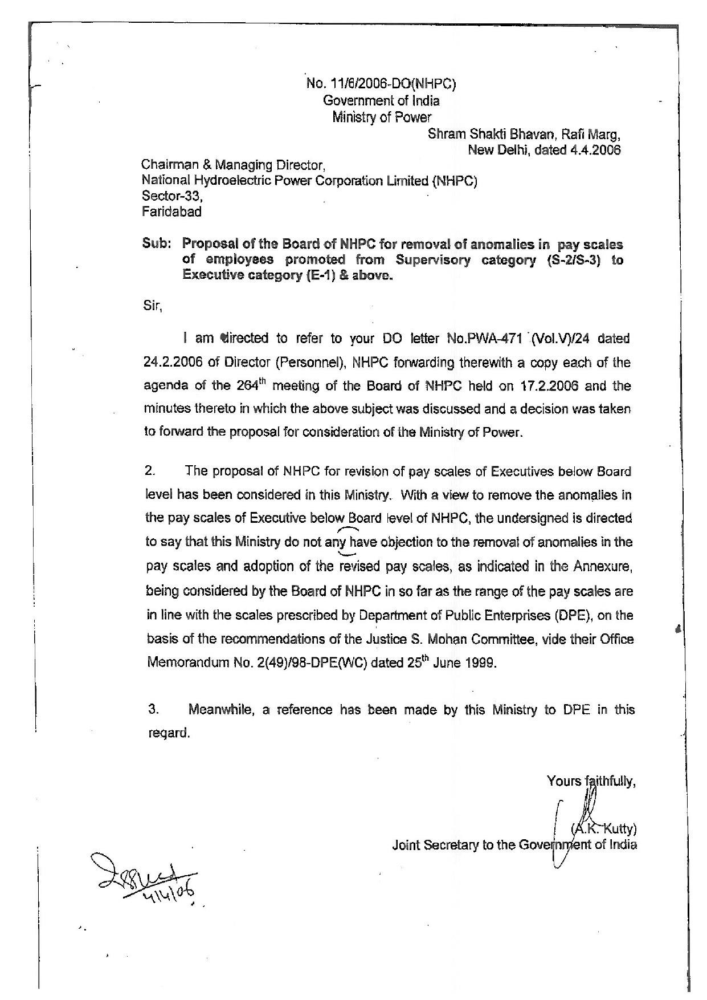 No. 11/6/2006-DO(NHPC)
Government of India
Ministry of Power
Shram Shakti Bhavan, Rafi Marg,
New Delhi, dated 4.4.2006
Chairman & Managing Director,
National Hydroelectric Power Corporation Limited (NHPC)
Sector-33,
Faridabad
Sub: Proposal of the Board of NHPC for removal of anomalies in pay scales
of employees promoted from Supervisory category (S-2/S-3) to
Executive category (E-1) & above.
Sir,
I am directed to refer to your DO letter No.PWA-471 (Vol.V)/24 dated
24.2.2006 of Director (Personnel), NHPC forwarding therewith a copy each of the
agenda of the 264th meeting of the Board of NHPC held on 17.2.2006 and the
minutes thereto in which the above subject was discussed and a decision was taken
to forward the proposal for consideration of the Ministry of Power.
2. The proposal of NHPC for revision of pay scales of Executives below Board
level has been considered in this Ministry. With a view to remove the anomalies in
the pay scales of Executive below Board level of NHPC, the undersigned is directed
to say that this Ministry do not any have objection to the removal of anomalies in the
pay scales and adoption of the revised pay scales, as indicated in the Annexure,
being considered by the Board of NHPC in so far as the range of the pay scales are
in line with the scales prescribed by Department of Public Enterprises (DPE), on the
basis of the recommendations of the Justice S. Mohan Committee, vide their Office
Memorandum No. 2(49)/98-DPE(WC) dated 25th June 1999.
3. Meanwhile, a reference has been made by this Ministry to DPE in this
regard.
Yours faithfully,
(A.K. Kutty)
Joint Secretary to the Government of India
Issued
4/4/06